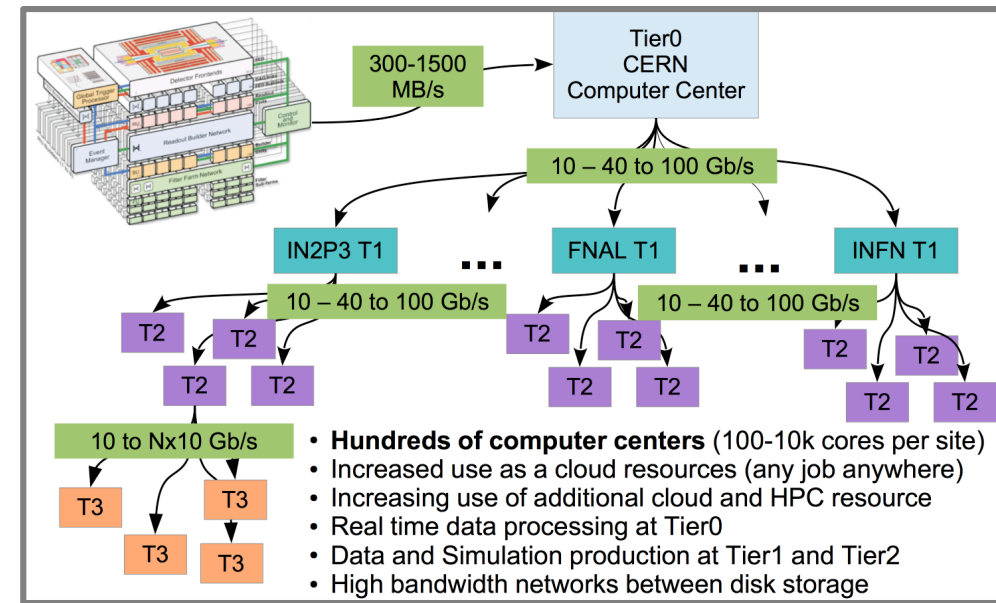 Detector Frontends
Global Trigger
Processor
Event
Manager
Readout Builder Network
Control
and
Monitor
Filter Farm Network
300-1500
MB/s
Tier0
CERN
Computer Center
10 – 40 to 100 Gb/s
IN2P3 T1
...
FNAL T1
...
INFN T1
10 – 40 to 100 Gb/s
10 – 40 to 100 Gb/s
T2
T2
T2
T2
T2
T2
T2
T2
T2
T2
T2
T2
10 to Nx10 Gb/s
T3
T3
T3
T3
• Hundreds of computer centers (100-10k cores per site)
• Increased use as a cloud resources (any job anywhere)
• Increasing use of additional cloud and HPC resource
• Real time data processing at Tier0
• Data and Simulation production at Tier1 and Tier2
• High bandwidth networks between disk storage